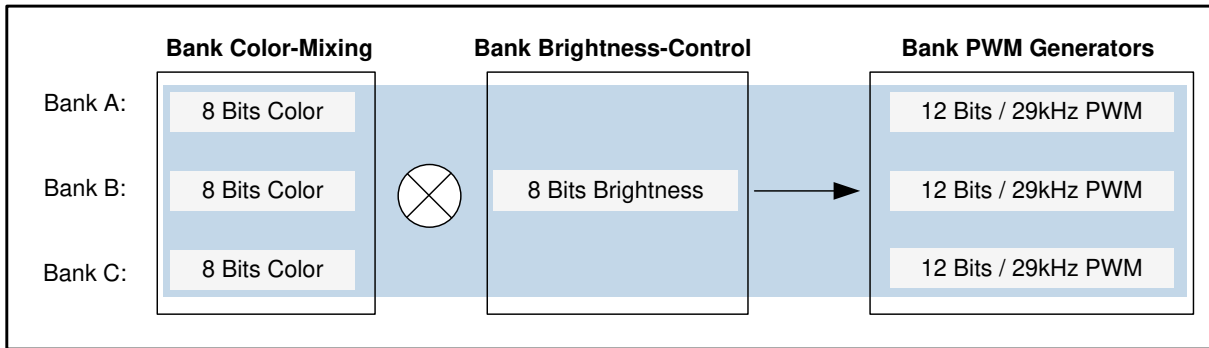 Bank Color-Mixing Bank Brightness-Control Bank PWM Generators
Bank A: 8 Bits Color 12 Bits / 29kHz PWM
Bank B: 8 Bits Color 8 Bits Brightness 12 Bits / 29kHz PWM
Bank C: 8 Bits Color 12 Bits / 29kHz PWM